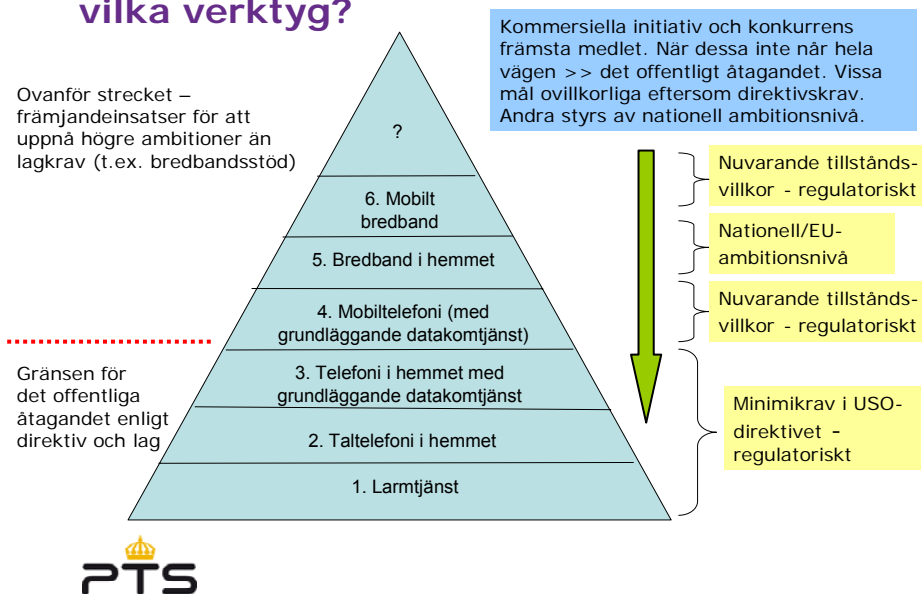 vilka verktyg?
Kommersiella initiativ och konkurrens
främsta medlet. När dessa inte når hela
vägen >> det offentligt åtagandet. Vissa
mål ovillkorliga eftersom direktivskrav.
Andra styrs av nationell ambitionsnivå.
Ovanför strecket –
främjandeinsatser för att
uppnå högre ambitioner än
lagkrav (t.ex. bredbandsstöd)
?
6. Mobilt
bredband
5. Bredband i hemmet
4. Mobiltelefoni (med
grundläggande datakomtjänst)
3. Telefoni i hemmet med
grundläggande datakomtjänst
2. Taltelefoni i hemmet
1. Larmtjänst
Gränsen för
det offentliga
åtagandet enligt
direktiv och lag
Nuvarande tillstånds-
villkor - regulatoriskt
Nationell/EU-
ambitionsnivå
Nuvarande tillstånds-
villkor - regulatoriskt
Minimikrav i USO-
direktivet -
regulatoriskt
PTS